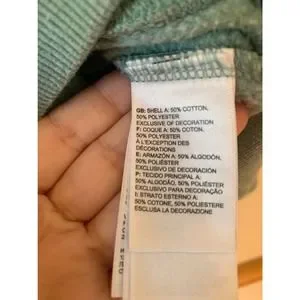 GB: SHELL A: 50% COTTON,
50% POLYESTER
EXCLUSIVE OF DECORATION
F: COQUE A: 50% COTON,
50% POLYESTER
À L'EXCEPTION DES
DÉCORATIONS
E: ARMAZÓN A: 50% ALGODÓN,
50% POLIÉSTER
EXCLUSIVO DE DECORACIÓN
P: TECIDO PRINCIPAL A:
50% ALGODÃO, 50% POLIÉSTER
EXCLUSIVO PARA DECORAÇÃO
I: STRATO ESTERNO A:
50% COTONE, 50% POLIESTERE
ESCLUSA LA DECORAZIONE